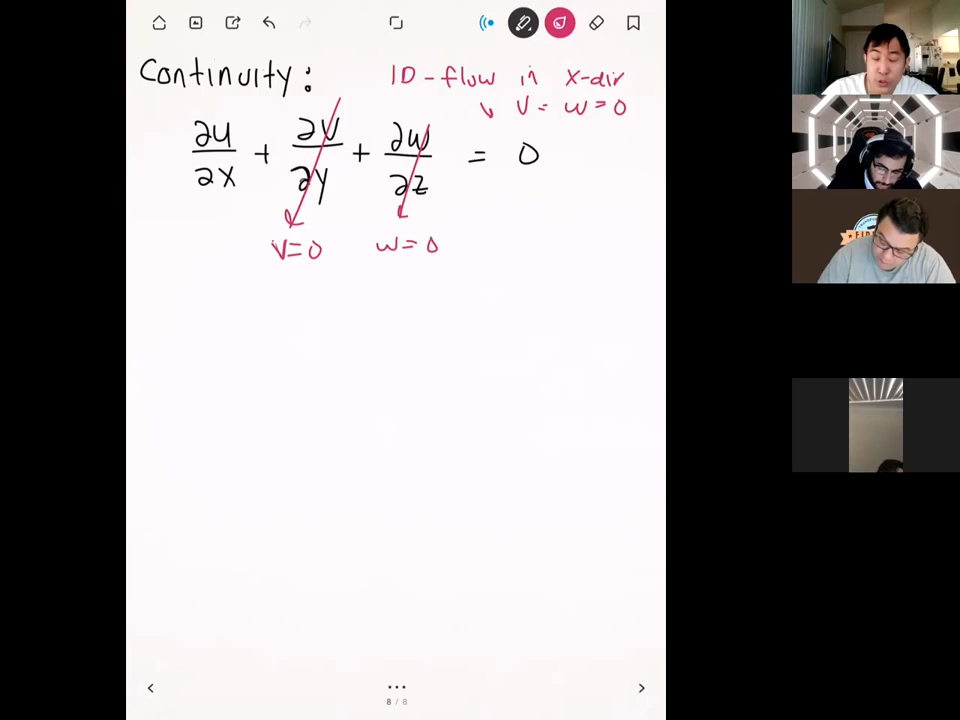 Continuity: 1D-flow in x-dir
↳ V = w = 0
∂u/∂x + ∂v/∂y + ∂w/∂z = 0
v=0 w=0
8 / 8